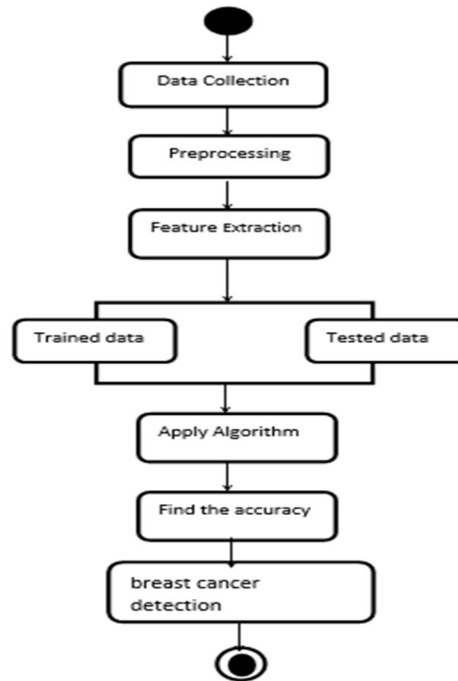 Data Collection
Preprocessing
Feature Extraction
Trained data
Tested data
Apply Algorithm
Find the accuracy
breast cancer
detection